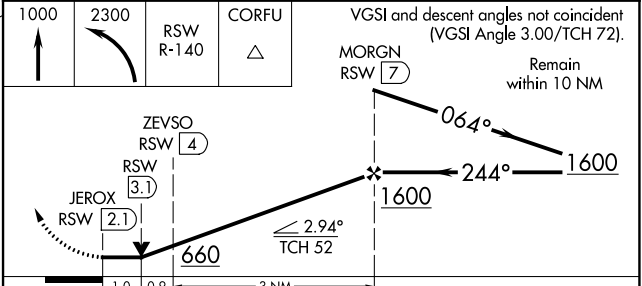 1000
2300
RSW
R-140
CORFU
VGSI and descent angles not coincident
(VGSI Angle 3.00/TCH 72).
MORGN
RSW 7
Remain
within 10 NM
064°
1600
244°
1600
ZEVSO
RSW 4
RSW
3.1
JEROX
RSW 2.1
660
2.94°
TCH 52
1.0
0.9
3 NM